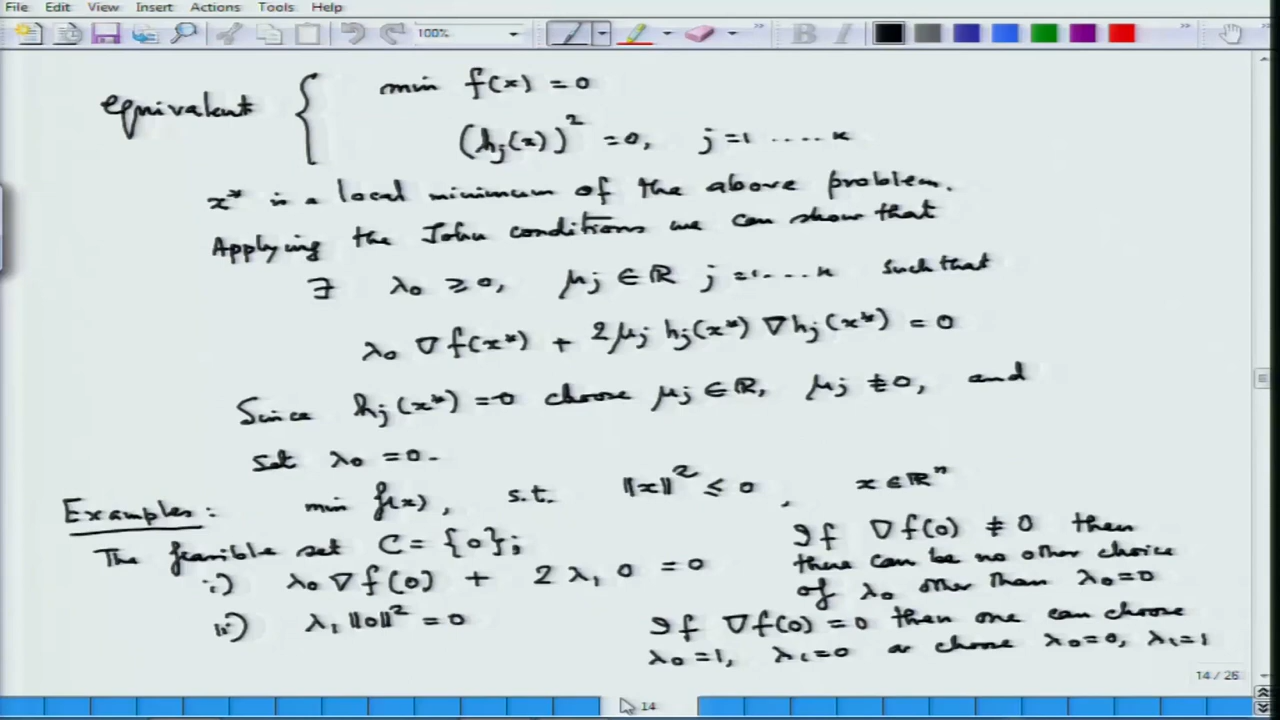 File Edit View Insert Actions Tools Help
100%
equivalent { min f(x) = 0
(hj(x))² = 0, j = 1 ..... k
x* is a local minimum of the above problem.
Applying the John conditions we can show that
∃ λ₀ ≥ 0, μj ∈ ℝ j = 1. ... k such that
λ₀ ∇f(x*) + 2μj hj(x*) ∇hj(x*) = 0
Since hj(x*) = 0 choose μj ∈ ℝ, μj ≠ 0, and
set λ₀ = 0.
Examples: min f(x), s.t. ‖x‖² ≤ 0, x ∈ ℝⁿ
The feasible set C = {0};
i) λ₀ ∇f(0) + 2 λ₁ 0 = 0
ii) λ₁ ‖0‖² = 0
If ∇f(0) ≠ 0 then
there can be no other choice
of λ₀ other than λ₀ = 0
If ∇f(0) = 0 then one can choose
λ₀ = 1, λ₁ = 0 or choose λ₀ = 0, λ₁ = 1
14 / 26
14